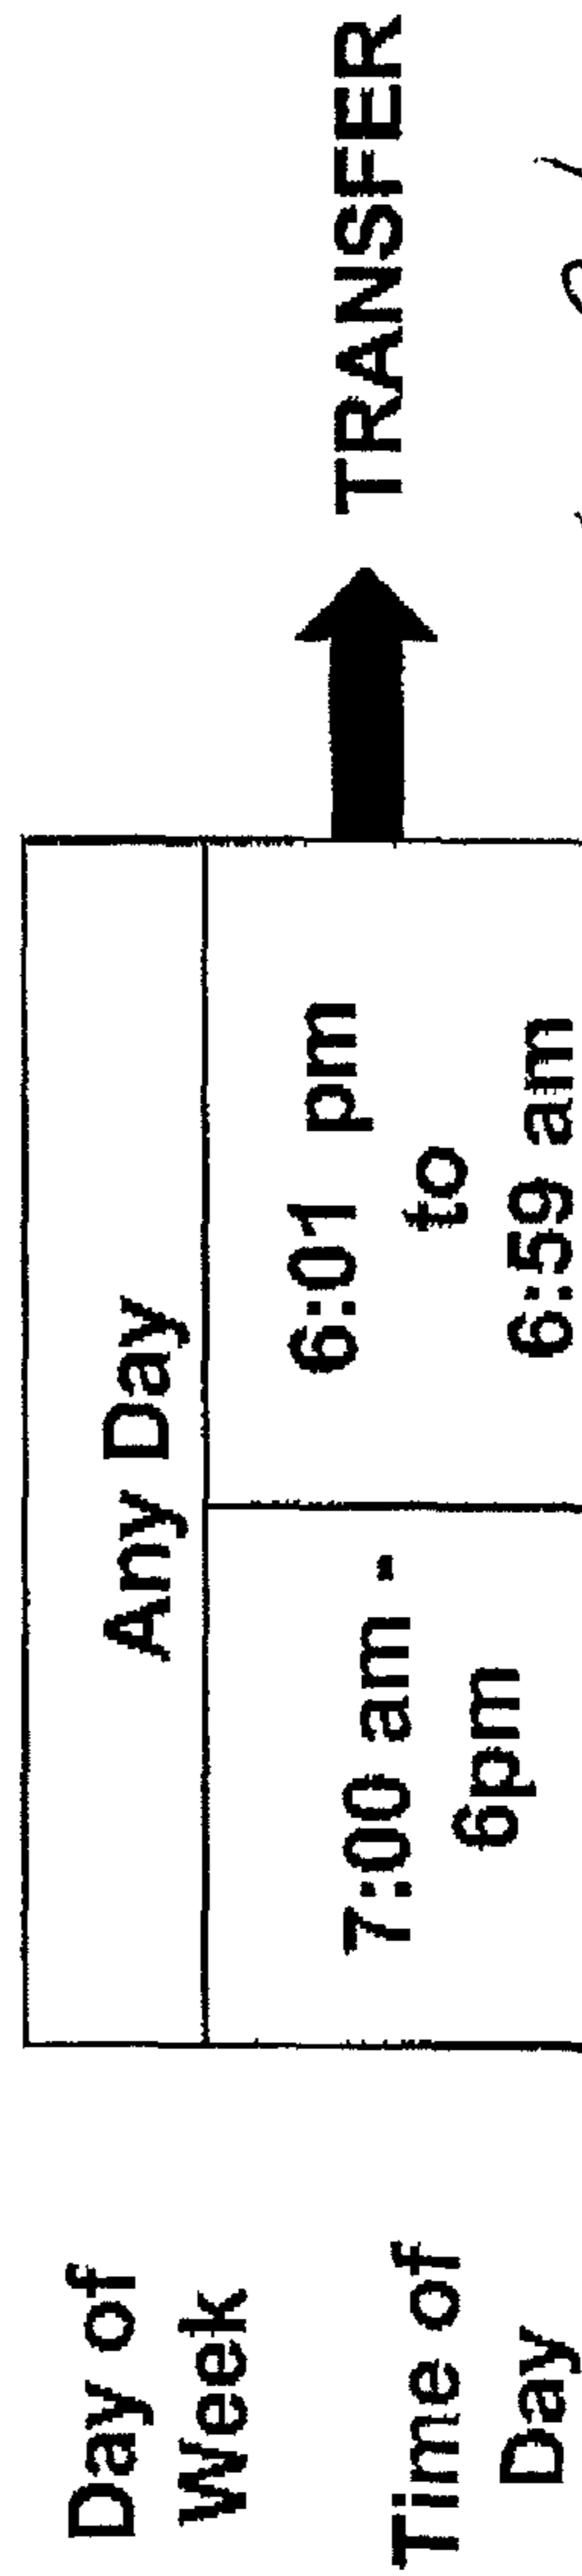 Day of
Week
Any Day
Time of
Day
7:00 am -
6pm
6:01 pm
to
6:59 am
TRANSFER